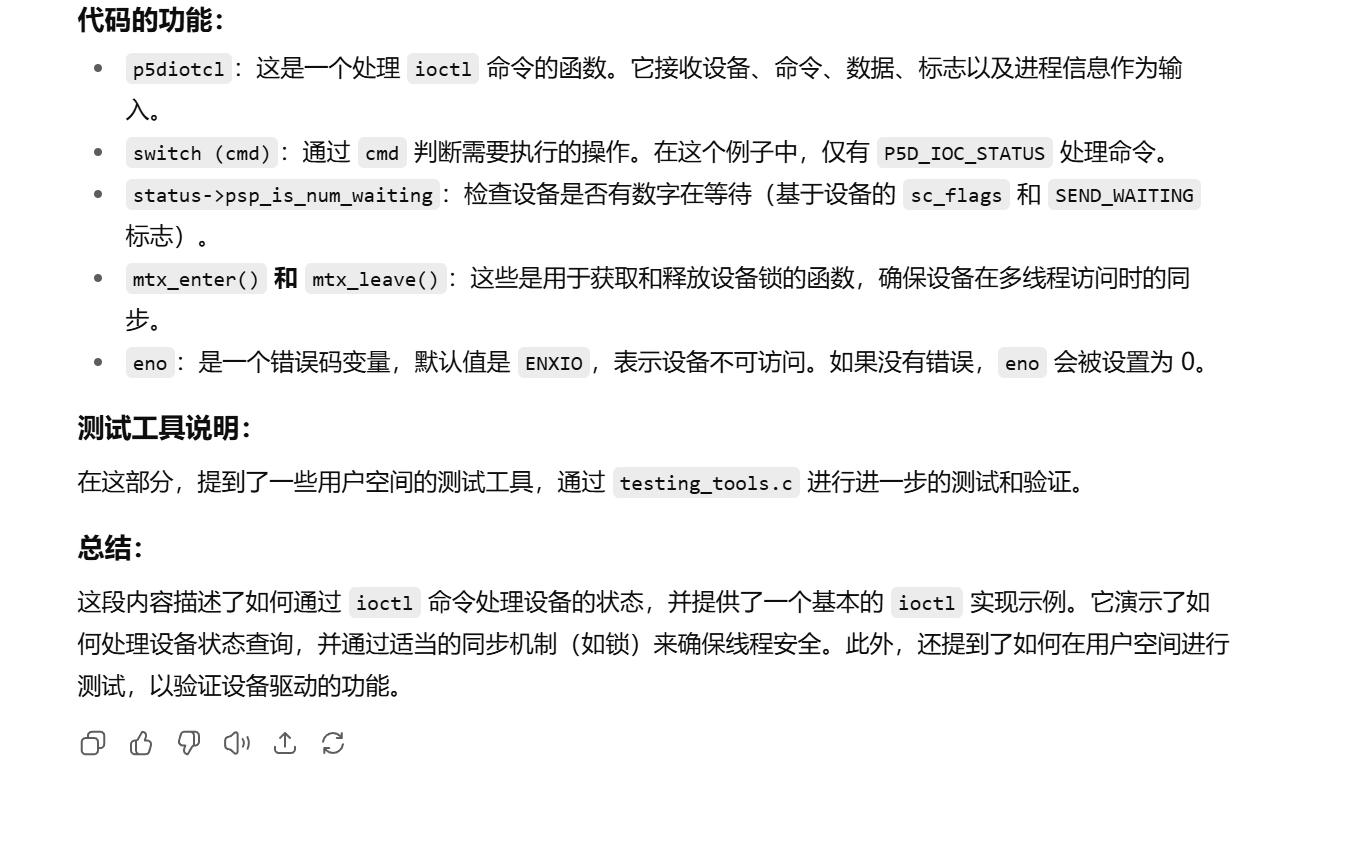 代码的功能：
p5diotcl：这是一个处理 ioctl 命令的函数。它接收设备、命令、数据、标志以及进程信息作为输
入。
switch (cmd)：通过 cmd 判断需要执行的操作。在这个例子中，仅有 P5D_IOC_STATUS 处理命令。
status->psp_is_num_waiting：检查设备是否有数字在等待（基于设备的 sc_flags 和 SEND_WAITING
标志）。
mtx_enter() 和 mtx_leave()：这些是用于获取和释放设备锁的函数，确保设备在多线程访问时的同
步。
eno：是一个错误码变量，默认值是 ENXIO，表示设备不可访问。如果没有错误，eno 会被设置为 0。
测试工具说明：
在这部分，提到了一些用户空间的测试工具，通过 testing_tools.c 进行进一步的测试和验证。
总结：
这段内容描述了如何通过 ioctl 命令处理设备的状态，并提供了一个基本的 ioctl 实现示例。它演示了如
何处理设备状态查询，并通过适当的同步机制（如锁）来确保线程安全。此外，还提到了如何在用户空间进行
测试，以验证设备驱动的功能。